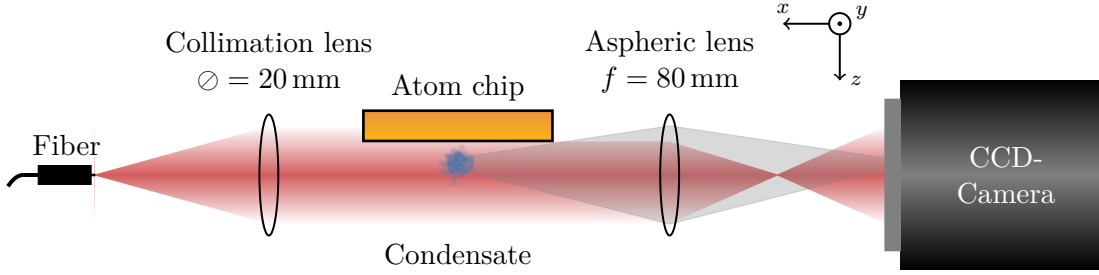 Collimation lens
⊘ = 20 mm
Atom chip
Aspheric lens
f = 80 mm
x
y
z
Fiber
CCD-
Camera
Condensate